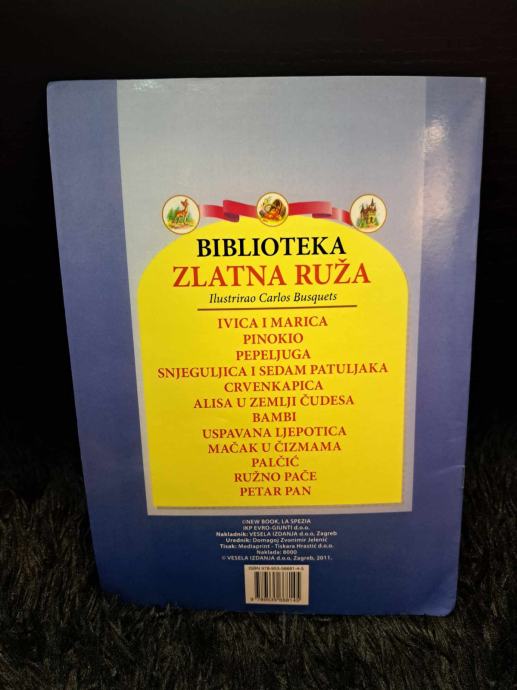 BIBLIOTEKA
ZLATNA RUŽA
Ilustrirao Carlos Busquets
IVICA I MARICA
PINOKIO
PEPELJUGA
SNJEGULJICA I SEDAM PATULJAKA
CRVENKAPICA
ALISA U ZEMLJI ČUDESA
BAMBI
USPAVANA LJEPOTICA
MAČAK U ČIZMAMA
PALČIĆ
RUŽNO PAČE
PETAR PAN
©NEW BOOK, LA SPEZIA
IKP EVRO-GIUNTI d.o.o.
Nakladnik: VESELA IZDANJA d.o.o, Zagreb
Urednik: Domagoj Zvonimir Jelenić
Tisak: Mediaprint - Tiskara Hrastić d.o.o.
Naklada: 8000
© VESELA IZDANJA d.o.o, Zagreb, 2011.